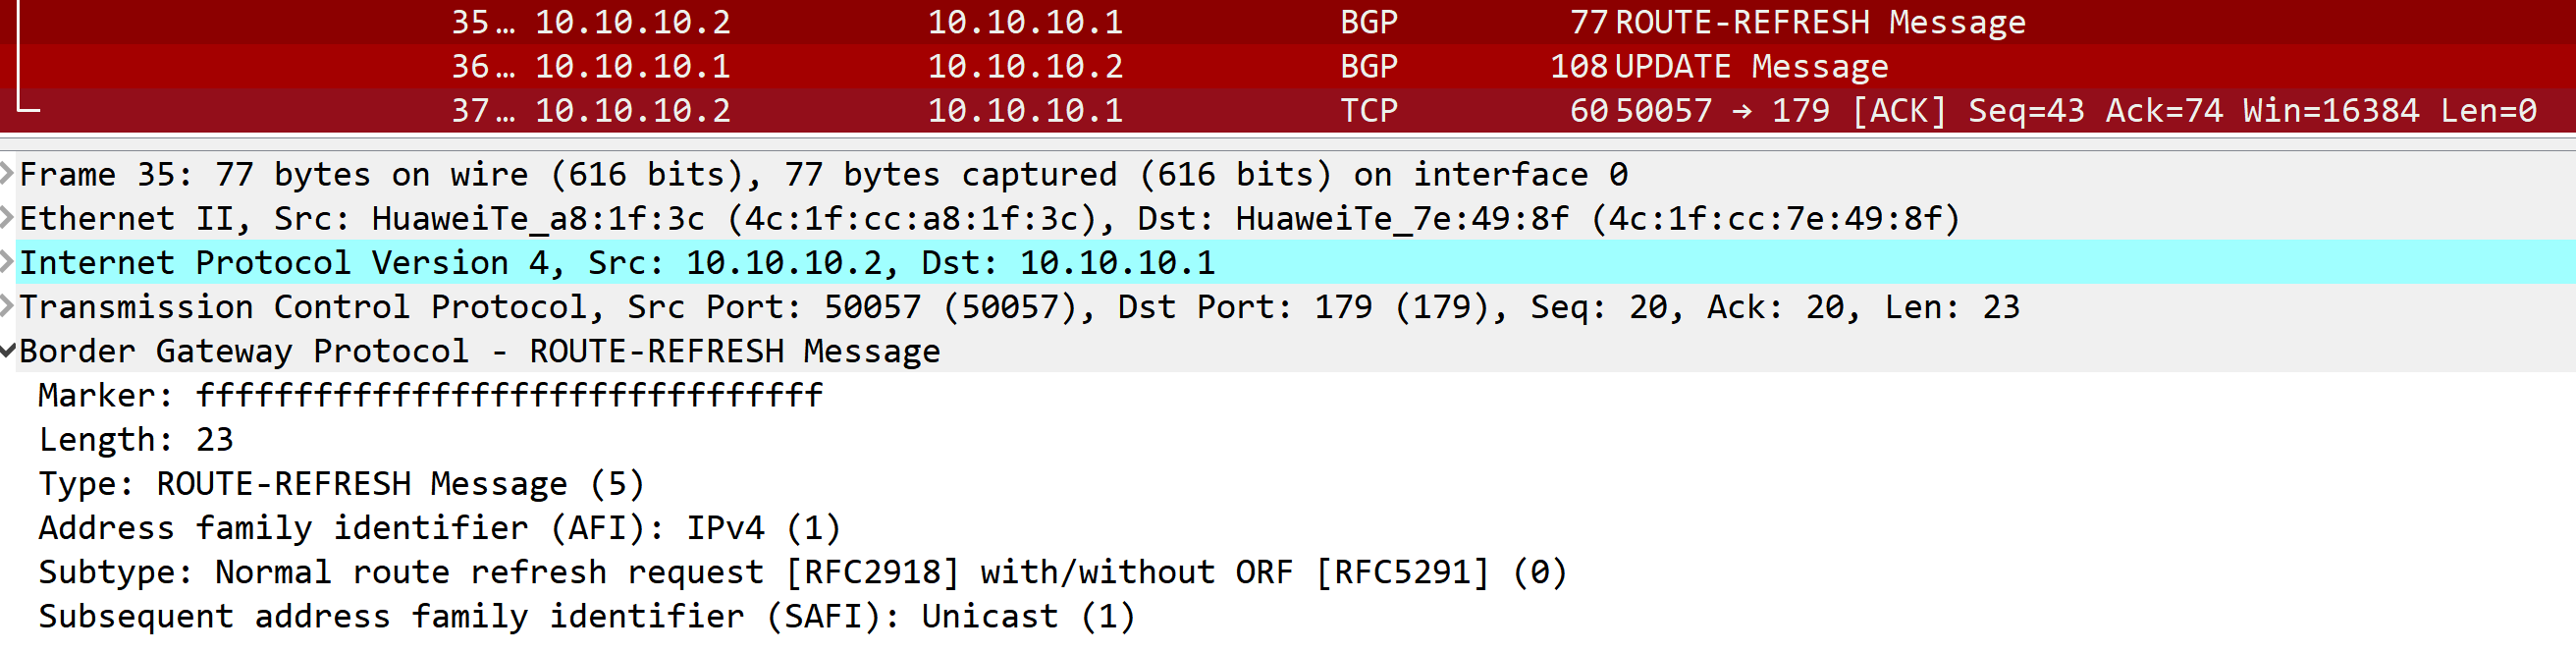 35… 10.10.10.2 10.10.10.1 BGP 77 ROUTE-REFRESH Message
36… 10.10.10.1 10.10.10.2 BGP 108 UPDATE Message
37… 10.10.10.2 10.10.10.1 TCP 60 50057 → 179 [ACK] Seq=43 Ack=74 Win=16384 Len=0
Frame 35: 77 bytes on wire (616 bits), 77 bytes captured (616 bits) on interface 0
Ethernet II, Src: HuaweiTe_a8:1f:3c (4c:1f:cc:a8:1f:3c), Dst: HuaweiTe_7e:49:8f (4c:1f:cc:7e:49:8f)
Internet Protocol Version 4, Src: 10.10.10.2, Dst: 10.10.10.1
Transmission Control Protocol, Src Port: 50057 (50057), Dst Port: 179 (179), Seq: 20, Ack: 20, Len: 23
Border Gateway Protocol - ROUTE-REFRESH Message
Marker: ffffffffffffffffffffffffffffffff
Length: 23
Type: ROUTE-REFRESH Message (5)
Address family identifier (AFI): IPv4 (1)
Subtype: Normal route refresh request [RFC2918] with/without ORF [RFC5291] (0)
Subsequent address family identifier (SAFI): Unicast (1)